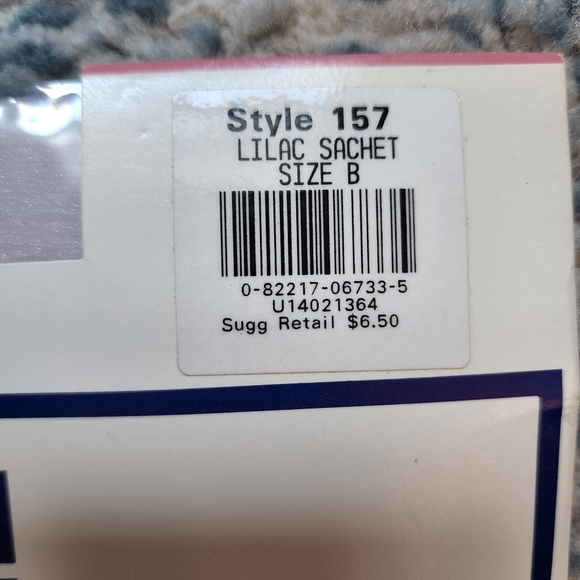 Style 157
LILAC SACHET
SIZE B
0-82217-06733-5
U14021364
Sugg Retail $6.50